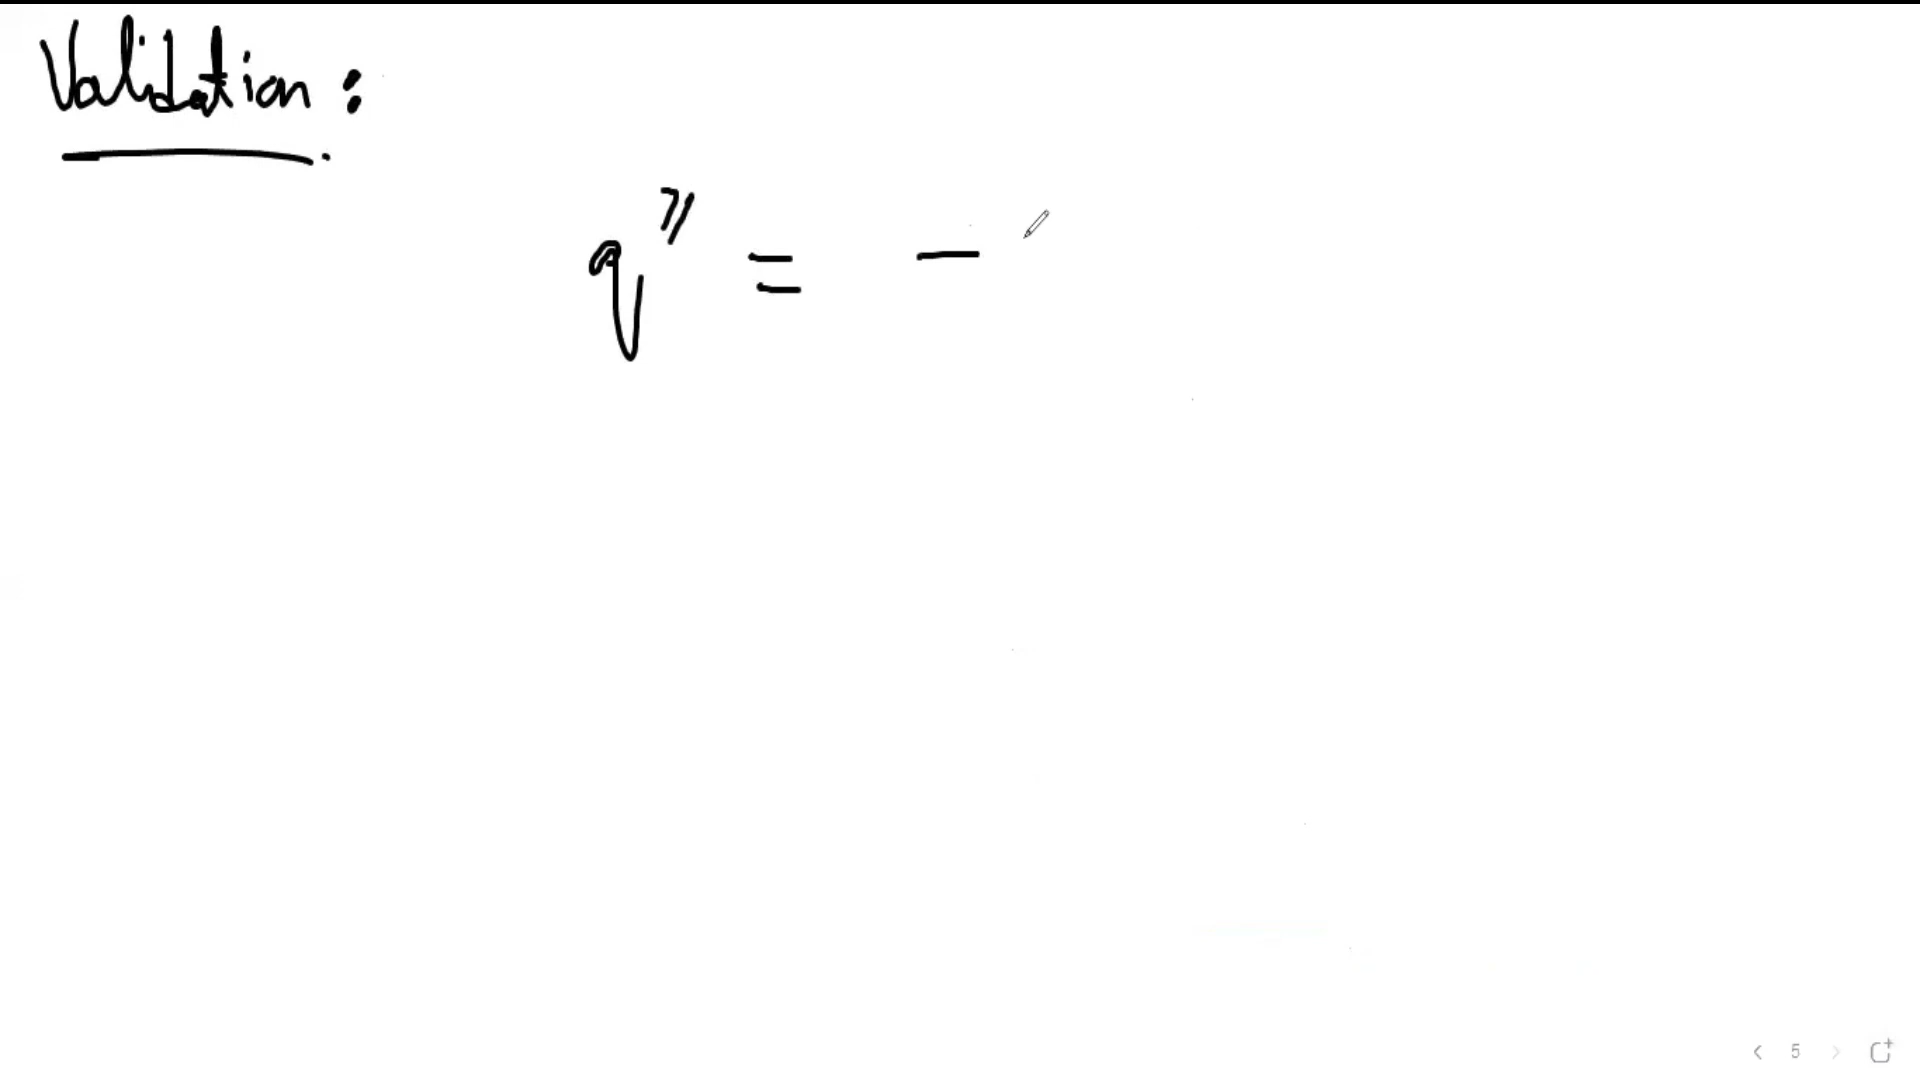 Validation:
q" = -
5